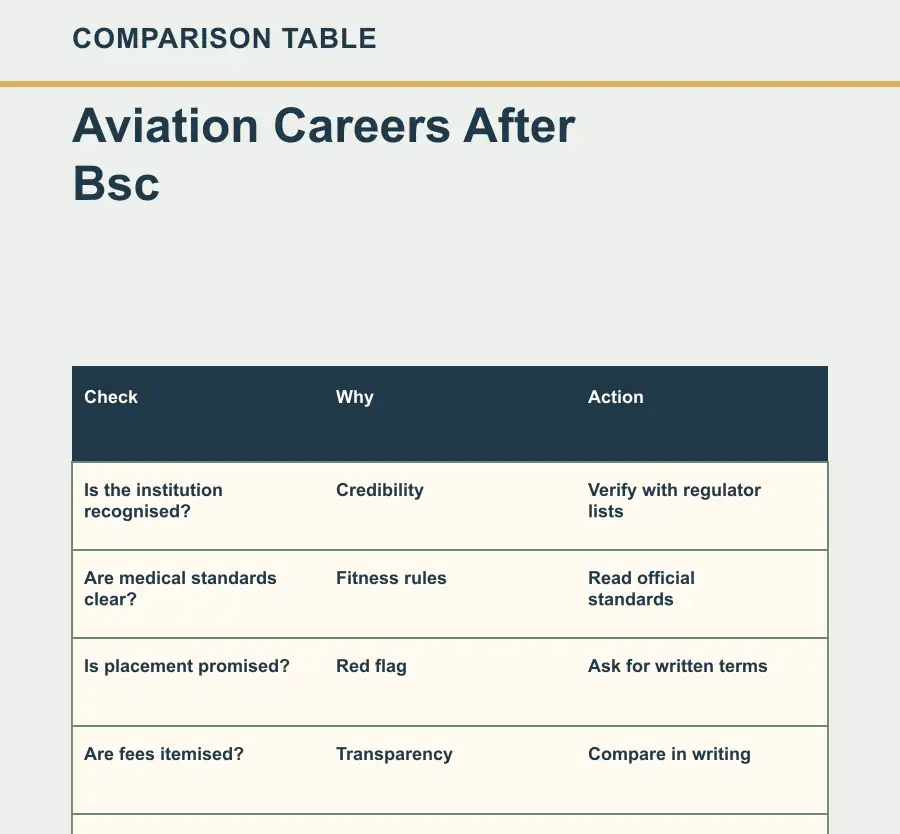 COMPARISON TABLE
Aviation Careers After
Bsc
Check Why Action
Is the institution Credibility Verify with regulator
recognised? lists
Are medical standards Fitness rules Read official
clear? standards
Is placement promised? Red flag Ask for written terms
Are fees itemised? Transparency Compare in writing